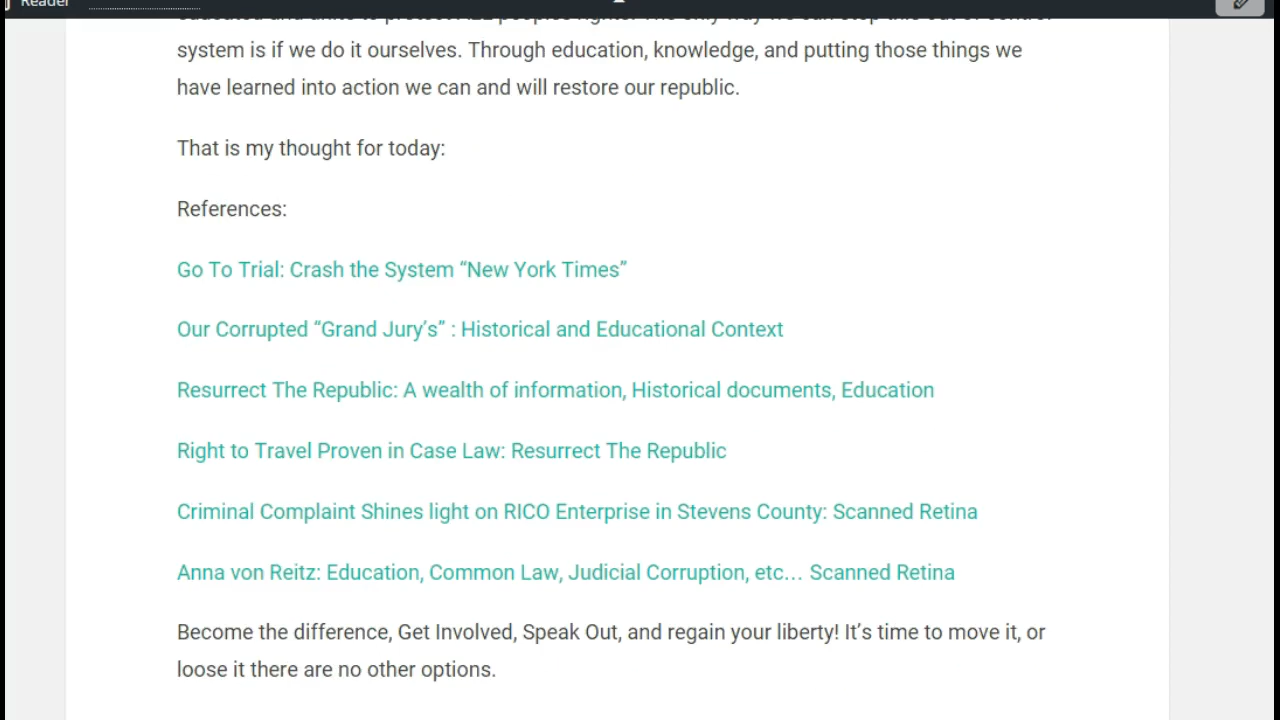 Reader
system is if we do it ourselves. Through education, knowledge, and putting those things we
have learned into action we can and will restore our republic.
That is my thought for today:
References:
Go To Trial: Crash the System “New York Times”
Our Corrupted “Grand Jury’s” : Historical and Educational Context
Resurrect The Republic: A wealth of information, Historical documents, Education
Right to Travel Proven in Case Law: Resurrect The Republic
Criminal Complaint Shines light on RICO Enterprise in Stevens County: Scanned Retina
Anna von Reitz: Education, Common Law, Judicial Corruption, etc… Scanned Retina
Become the difference, Get Involved, Speak Out, and regain your liberty! It’s time to move it, or
loose it there are no other options.